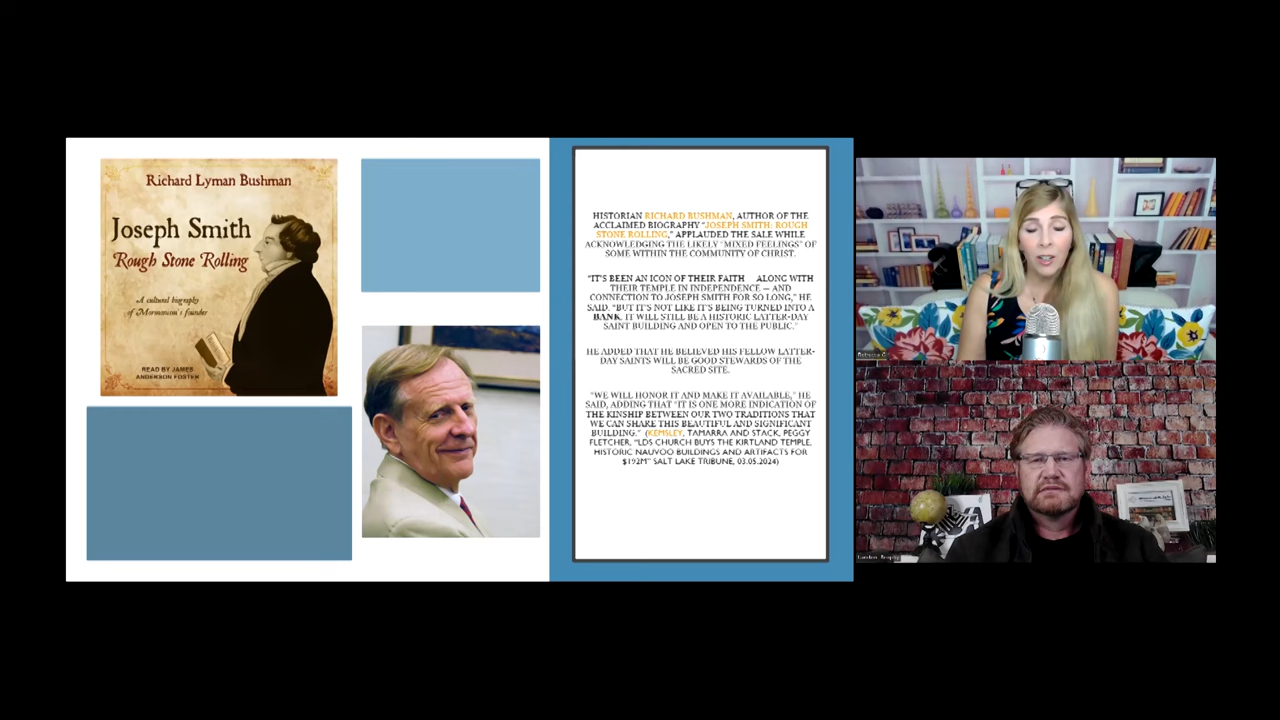 Richard Lyman Bushman
Joseph Smith
Rough Stone Rolling
A cultural biography
of Mormonism's founder
READ BY JAMES
ANDERSON FOSTER
HISTORIAN RICHARD BUSHMAN, AUTHOR OF THE
ACCLAIMED BIOGRAPHY "JOSEPH SMITH: ROUGH
STONE ROLLING," APPLAUDED THE SALE WHILE
ACKNOWLEDGING THE LIKELY "MIXED FEELINGS" OF
SOME WITHIN THE COMMUNITY OF CHRIST.
"IT'S BEEN AN ICON OF THEIR FAITH — ALONG WITH
THEIR TEMPLE IN INDEPENDENCE — AND
CONNECTION TO JOSEPH SMITH FOR SO LONG," HE
SAID. "BUT IT'S NOT LIKE IT'S BEING TURNED INTO A
BANK. IT WILL STILL BE A HISTORIC LATTER-DAY
SAINT BUILDING AND OPEN TO THE PUBLIC."
HE ADDED THAT HE BELIEVED HIS FELLOW LATTER-
DAY SAINTS WILL BE GOOD STEWARDS OF THE
SACRED SITE.
"WE WILL HONOR IT AND MAKE IT AVAILABLE," HE
SAID, ADDING THAT "IT IS ONE MORE INDICATION OF
THE KINSHIP BETWEEN OUR TWO TRADITIONS THAT
WE CAN SHARE THIS BEAUTIFUL AND SIGNIFICANT
BUILDING." (KEMSLEY, TAMARRA AND STACK, PEGGY
FLETCHER, "LDS CHURCH BUYS THE KIRTLAND TEMPLE,
HISTORIC NAUVOO BUILDINGS AND ARTIFACTS FOR
$192M" SALT LAKE TRIBUNE, 03.05.2024)
Rebecca G
Landon Brophy